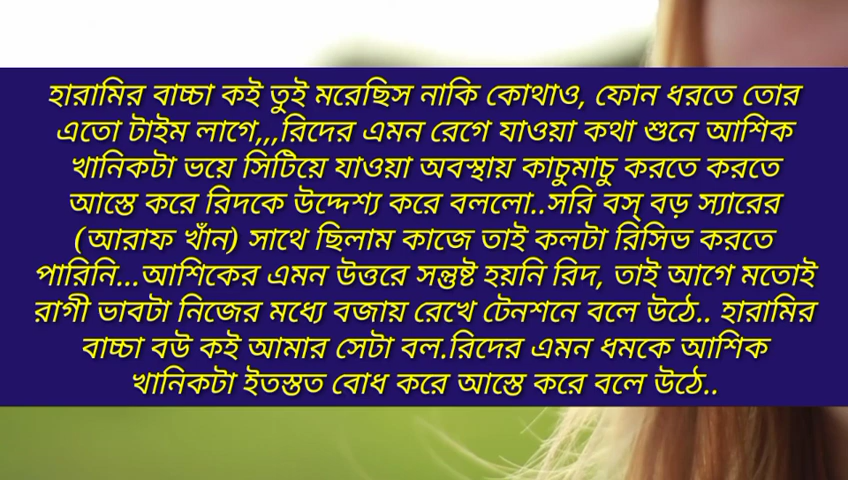 হারামির বাচ্চা কই তুই মরেছিস নাকি কোথাও, ফোন ধরতে তোর
এতো টাইম লাগে,,,রিদের এমন রেগে যাওয়া কথা শুনে আশিক
খানিকটা ভয়ে সিটিয়ে যাওয়া অবস্থায় কাচুমাচু করতে করতে
আস্তে করে রিদকে উদ্দেশ্য করে বললো..সরি বস্ বড় স্যারের
(আরাফ খাঁন) সাথে ছিলাম কাজে তাই কলটা রিসিভ করতে
পারিনি...আশিকের এমন উত্তরে সন্তুষ্ট হয়নি রিদ, তাই আগে মতোই
রাগী ভাবটা নিজের মধ্যে বজায় রেখে টেনশনে বলে উঠে.. হারামির
বাচ্চা বউ কই আমার সেটা বল.রিদের এমন ধমকে আশিক
খানিকটা ইতস্তত বোধ করে আস্তে করে বলে উঠে..